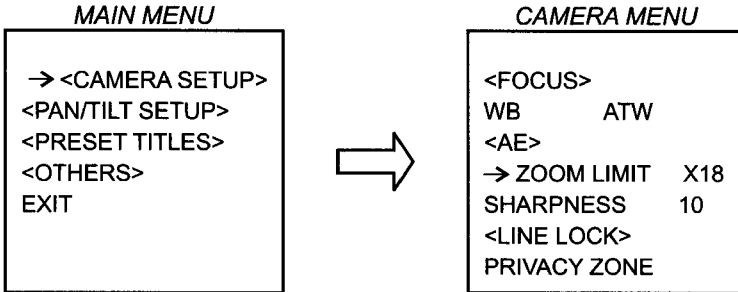 MAIN MENU
→ <CAMERA SETUP>
<PAN/TILT SETUP>
<PRESET TITLES>
<OTHERS>
EXIT
CAMERA MENU
<FOCUS>
WB ATW
<AE>
→ ZOOM LIMIT X18
SHARPNESS 10
<LINE LOCK>
PRIVACY ZONE